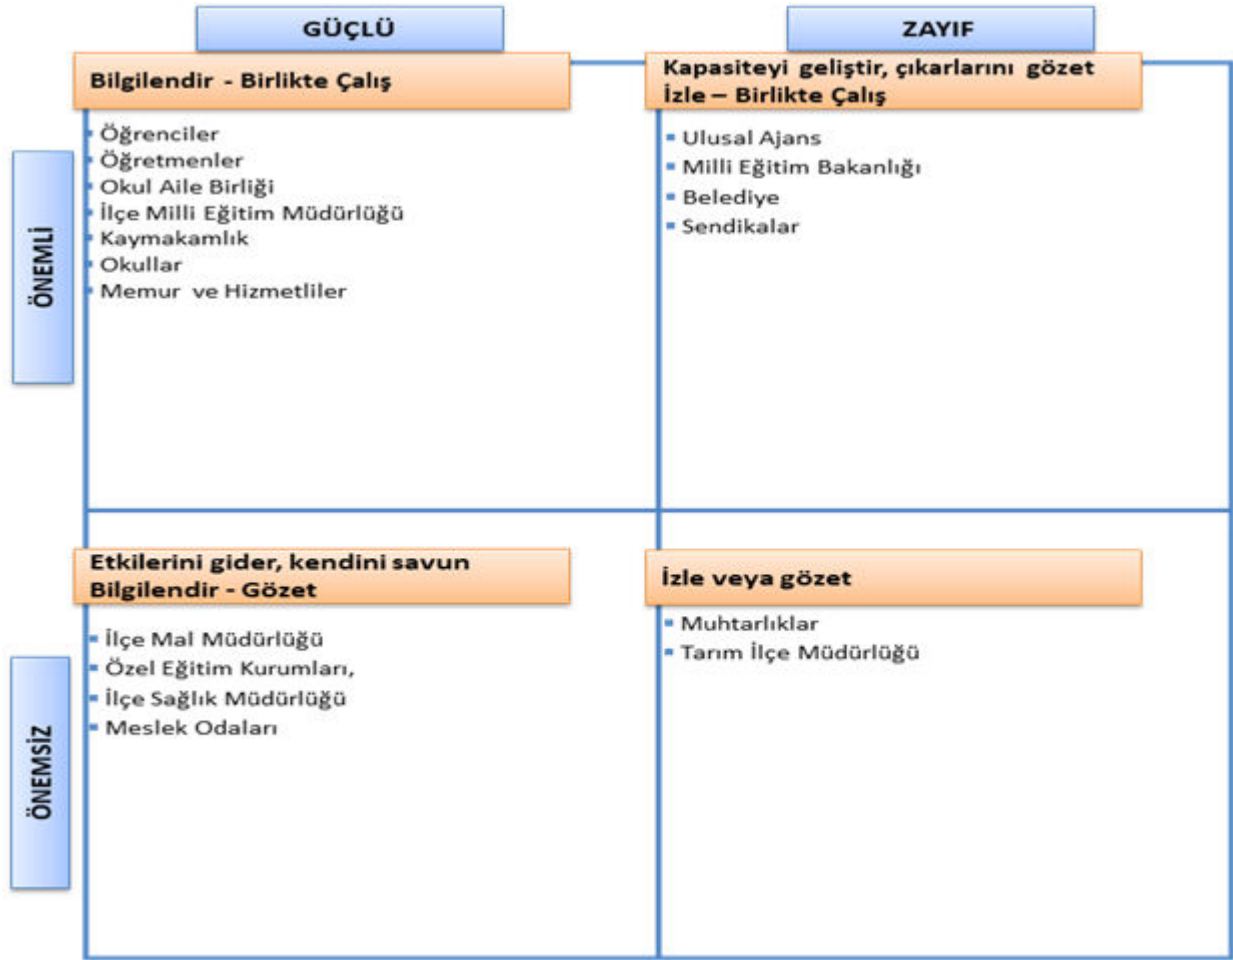 GÜÇLÜ
ZAYIF
ÖNEMLİ
Bilgilendir - Birlikte Çalış
Öğrenciler
Öğretmenler
Okul Aile Birliği
İlçe Milli Eğitim Müdürlüğü
Kaymakamlık
Okullar
Memur ve Hizmetliler
Kapasiteyi geliştir, çıkarlarını gözet
İzle – Birlikte Çalış
Ulusal Ajans
Milli Eğitim Bakanlığı
Belediye
Sendikalar
ÖNEMSİZ
Etkilerini gider, kendini savun
Bilgilendir - Gözet
İlçe Mal Müdürlüğü
Özel Eğitim Kurumları,
İlçe Sağlık Müdürlüğü
Meslek Odaları
İzle veya gözet
Muhtarlıklar
Tarım İlçe Müdürlüğü